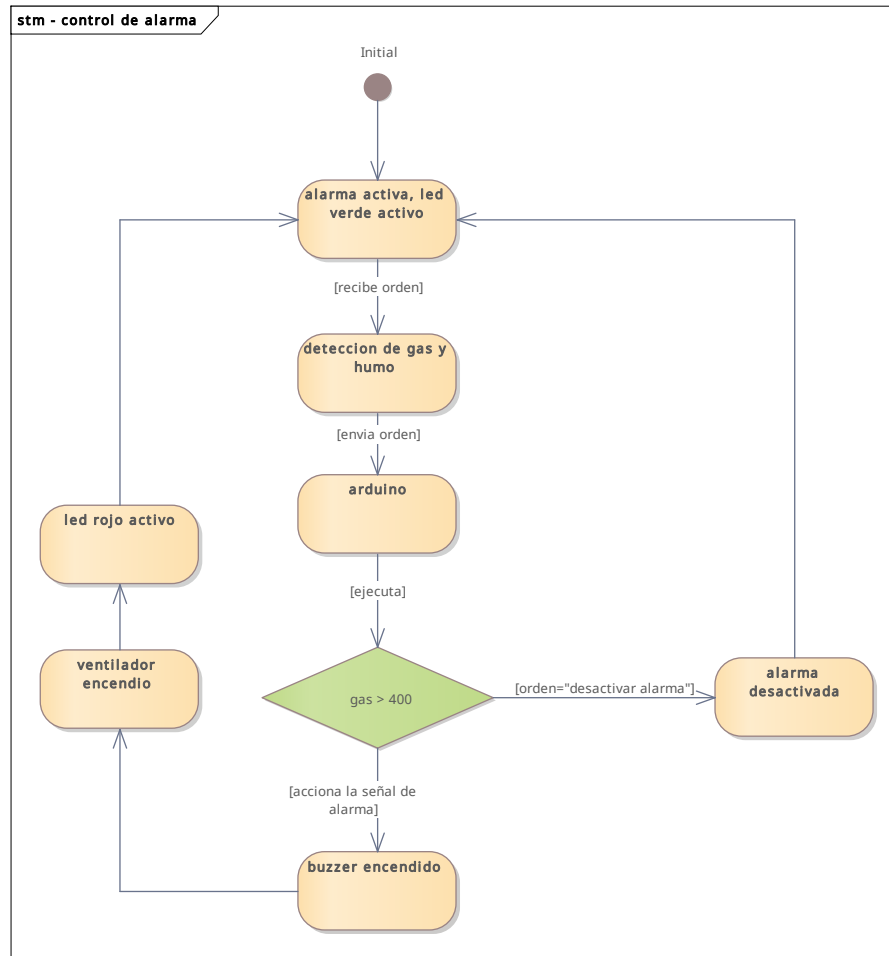 stm - control de alarma
Initial
alarma activa, led
verde activo
[recibe orden]
deteccion de gas y
humo
[envia orden]
arduino
led rojo activo
[ejecuta]
ventilador
encendio
gas > 400
[orden="desactivar alarma"]
alarma
desactivada
[acciona la señal de
alarma]
buzzer encendido